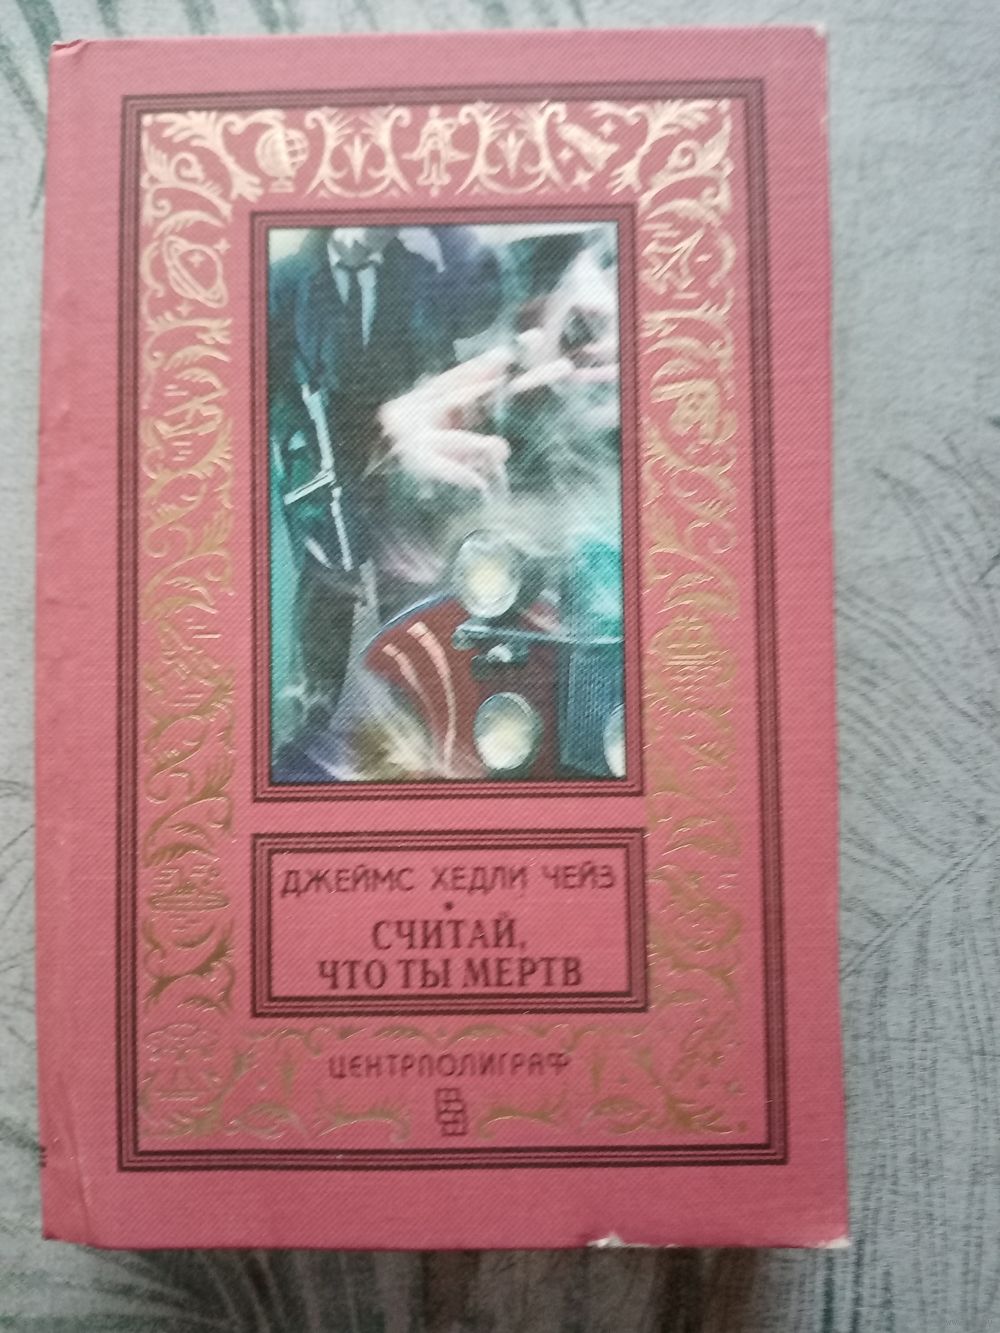 ДЖЕЙМС ХЕДЛИ ЧЕЙЗ
СЧИТАЙ,
ЧТО ТЫ МЕРТВ
ЦЕНТРПОЛИГРАФ